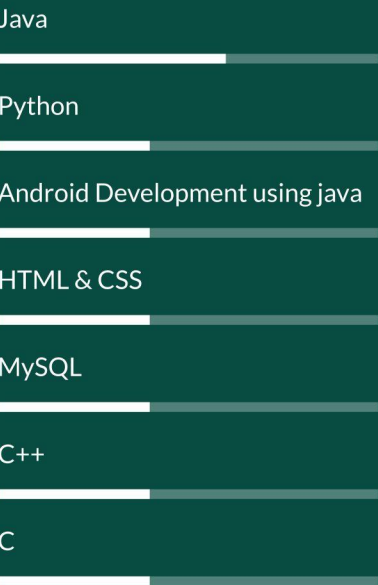 Java
Python
Android Development using java
HTML & CSS
MySQL
C++
C